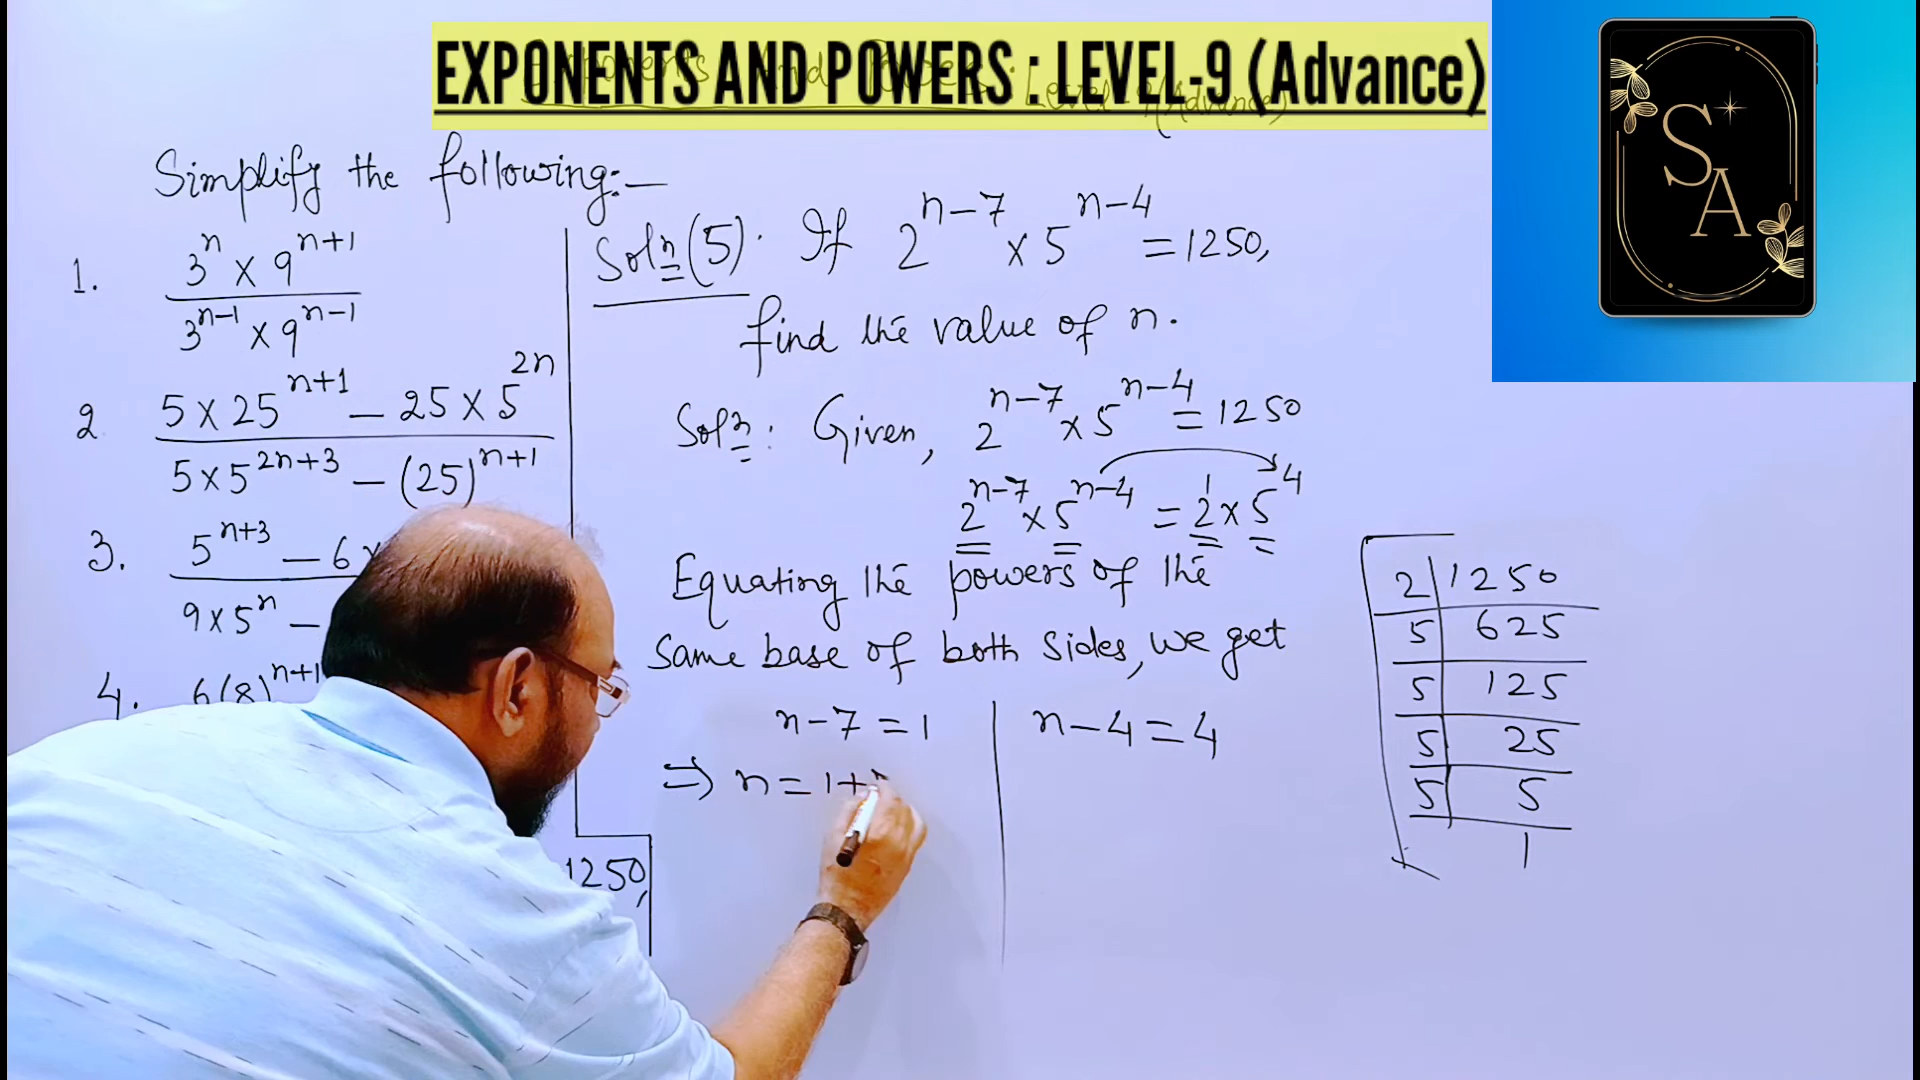 EXPONENTS AND POWERS : LEVEL-9 (Advance)
S
A
Simplify the following:-
1. 3^n × 9^(n+1) / 3^(n-1) × 9^(n-1)
2. 5 × 25^(n+1) - 25 × 5^(2n) / 5 × 5^(2n+3) - (25)^(n+1)
3. 5^(n+3) - 6 × / 9 × 5^n -
4. 6(8)^(n+1)
1250,
Sol^n (5). If 2^(n-7) × 5^(n-4) = 1250,
find the value of n.
Sol^n : Given, 2^(n-7) × 5^(n-4) = 1250
2^(n-7) × 5^(n-4) = 2^1 × 5^4
Equating the powers of the
same base of both sides, we get
n-7 = 1 | n-4 = 4
⇒ n = 1+
2 | 1250
5 | 625
5 | 125
5 | 25
5 | 5
1